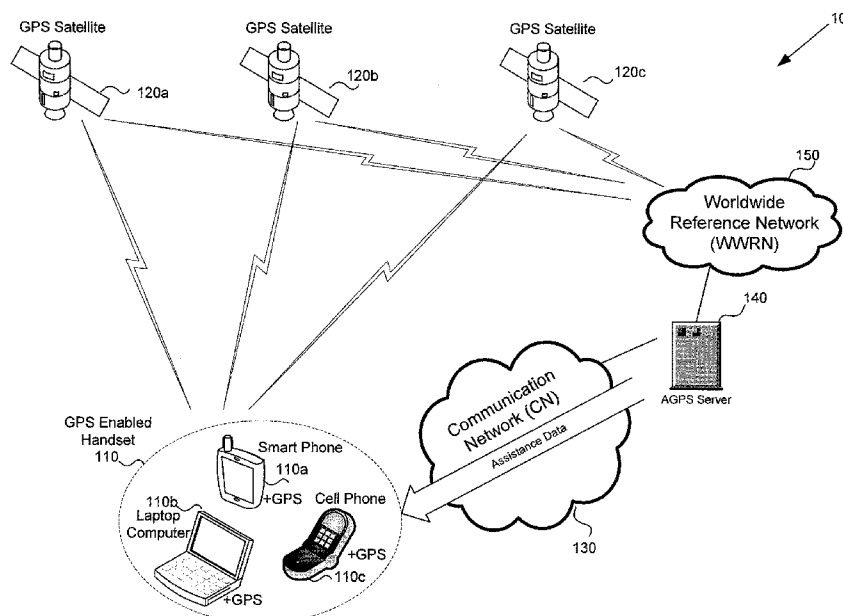 GPS Satellite
GPS Satellite
GPS Satellite
120a
120b
120c
150
Worldwide
Reference Network
(WWRN)
140
AGPS Server
Communication
Network (CN)
Assistance Data
130
GPS Enabled
Handset
110
Smart Phone
110a
+GPS
110b
Laptop
Computer
+GPS
Cell Phone
+GPS
110c